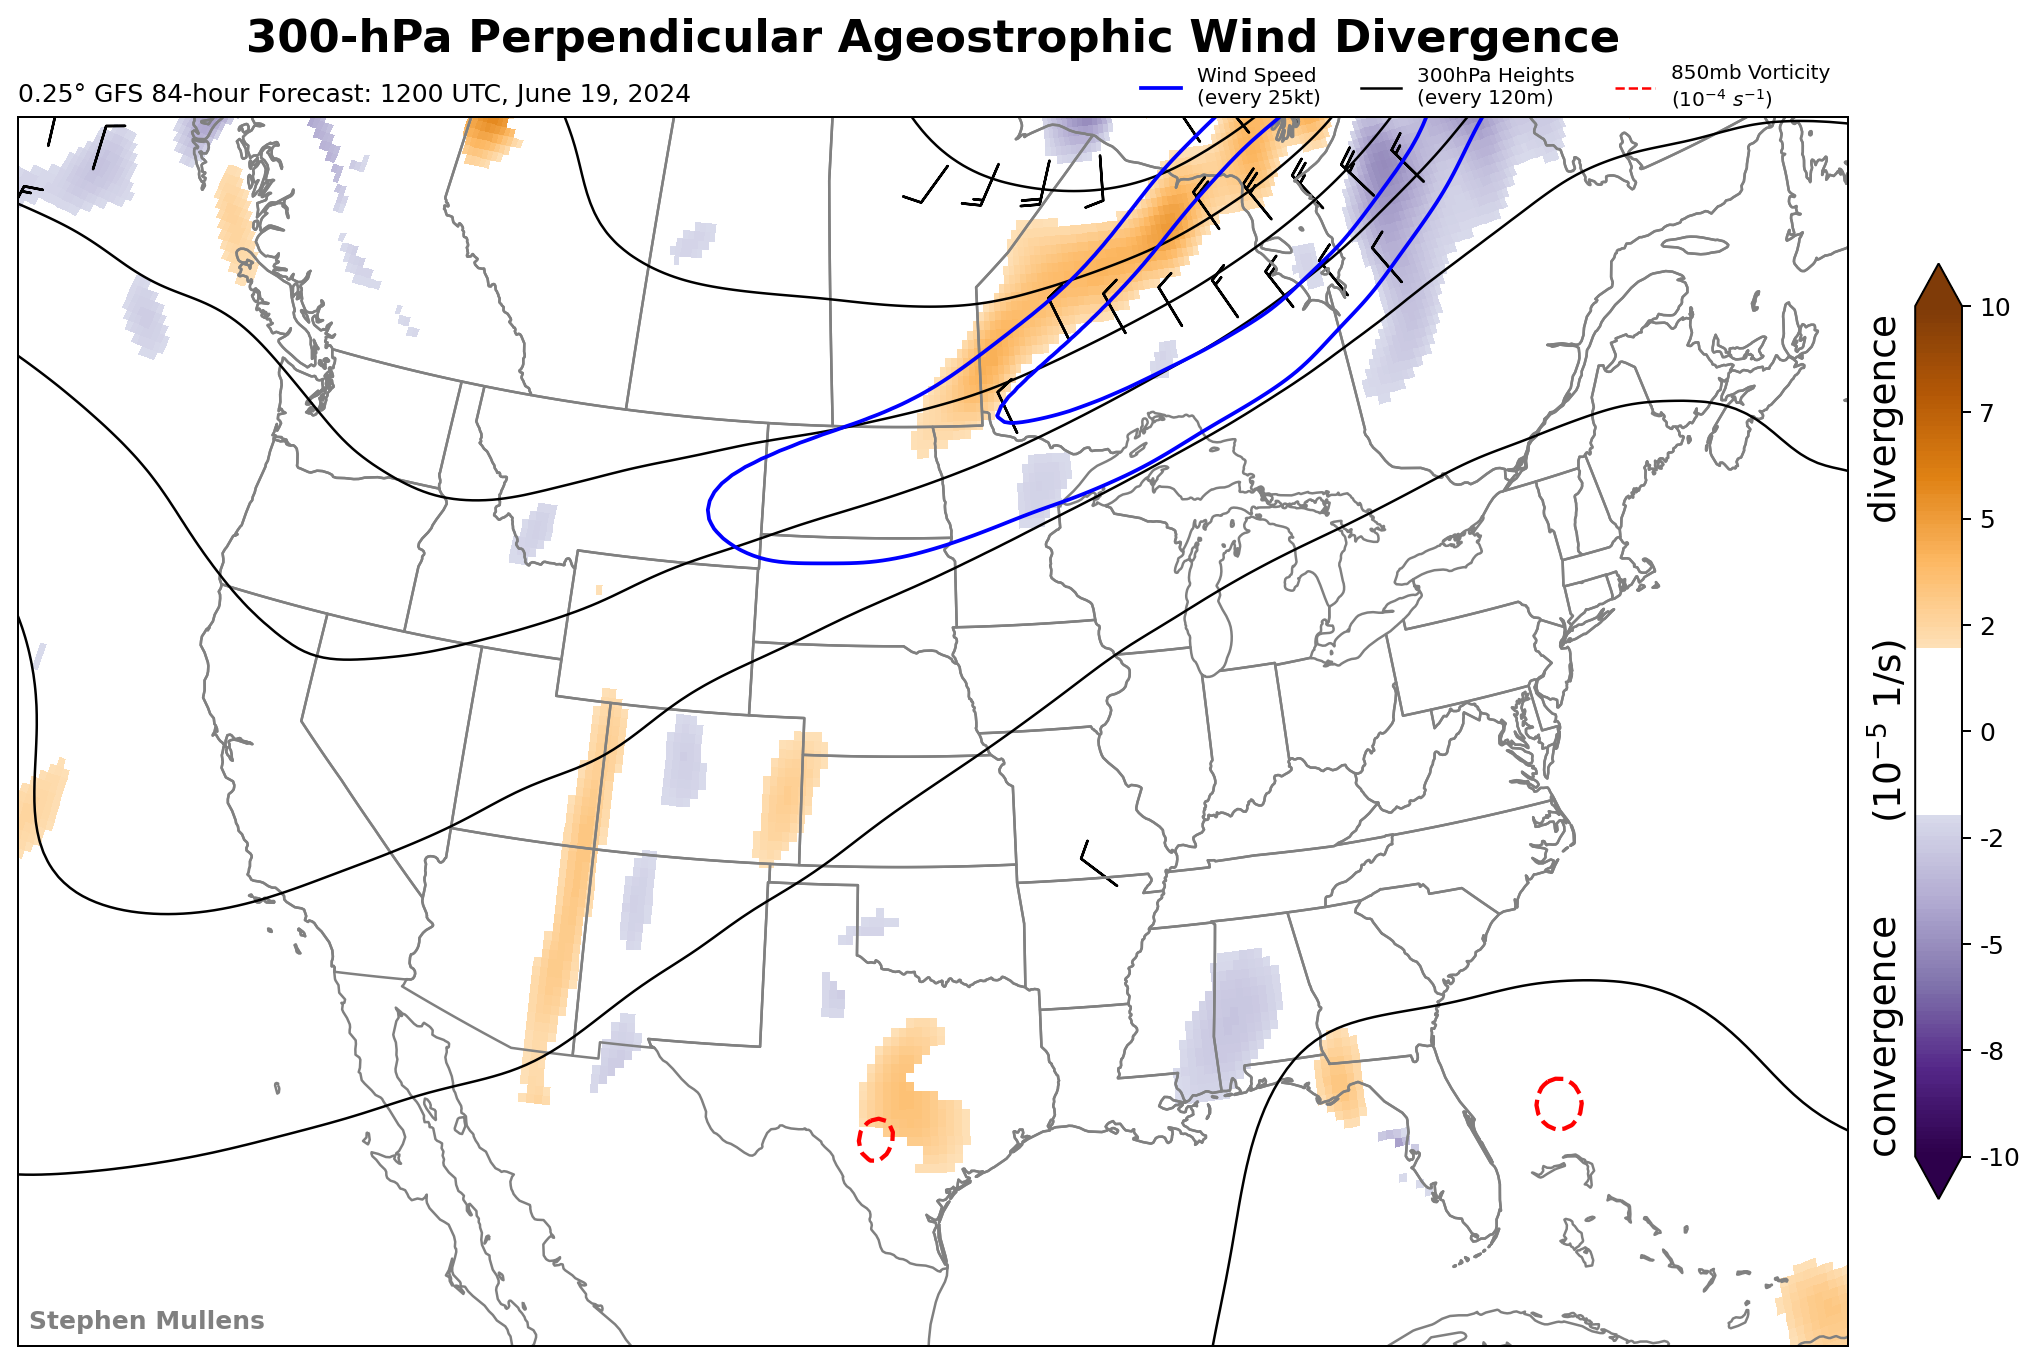 300-hPa Perpendicular Ageostrophic Wind Divergence
0.25° GFS 84-hour Forecast: 1200 UTC, June 19, 2024
Wind Speed
(every 25kt)
300hPa Heights
(every 120m)
850mb Vorticity
(10⁻⁴ s⁻¹)
10
7
5
2
0
-2
-5
-8
-10
convergence (10⁻⁵ 1/s) divergence
Stephen Mullens